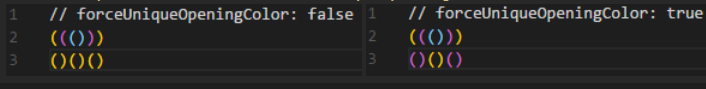 1 // forceUniqueOpeningColor: false
2 ((()))
3 ()()()
1 // forceUniqueOpeningColor: true
2 ((()))
3 ()()()